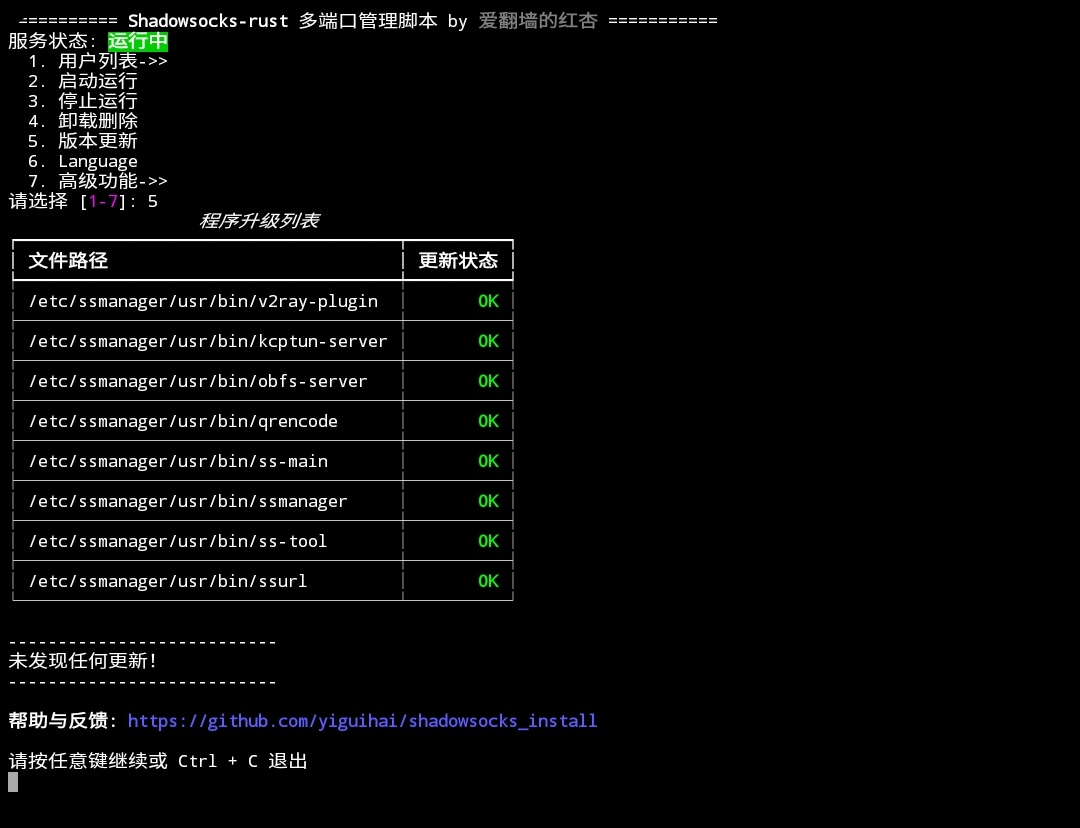 ========== Shadowsocks-rust 多端口管理脚本 by 爱翻墙的红杏 ===========
服务状态: 运行中
1. 用户列表->>
2. 启动运行
3. 停止运行
4. 卸载删除
5. 版本更新
6. Language
7. 高级功能->>
请选择 [1-7]: 5
程序升级列表
文件路径 更新状态
/etc/ssmanager/usr/bin/v2ray-plugin OK
/etc/ssmanager/usr/bin/kcptun-server OK
/etc/ssmanager/usr/bin/obfs-server OK
/etc/ssmanager/usr/bin/qrencode OK
/etc/ssmanager/usr/bin/ss-main OK
/etc/ssmanager/usr/bin/ssmanager OK
/etc/ssmanager/usr/bin/ss-tool OK
/etc/ssmanager/usr/bin/ssurl OK
---------------------------
未发现任何更新!
---------------------------
帮助与反馈: https://github.com/yiguihai/shadowsocks_install
请按任意键继续或 Ctrl + C 退出